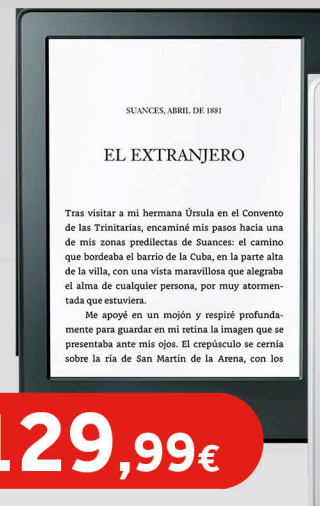 SUANCES, ABRIL DE 1881
EL EXTRANJERO
Tras visitar a mi hermana Úrsula en el Convento
de las Trinitarias, encaminé mis pasos hacia una
de mis zonas predilectas de Suances: el camino
que bordeaba el barrio de la Cuba, en la parte alta
de la villa, con una vista maravillosa que alegraba
el alma de cualquier persona, por muy atormen-
tada que estuviera.
Me apoyé en un mojón y respiré profunda-
mente para guardar en mi retina la imagen que se
presentaba ante mis ojos. El crepúsculo se cernía
sobre la ría de San Martín de la Arena, con los
129,99€